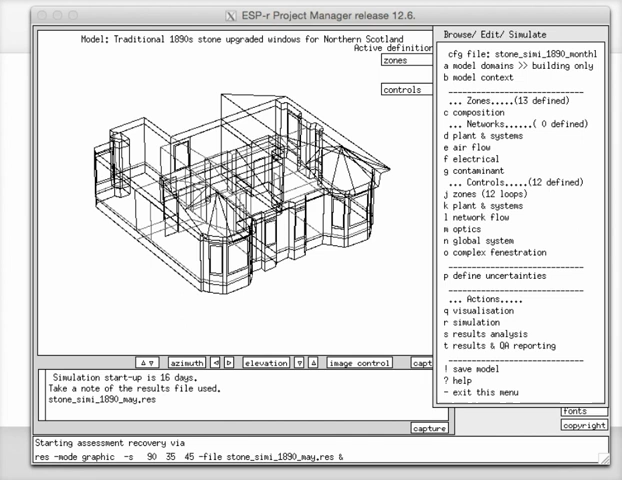 ESP-r Project Manager release 12.6.
Model: Traditional 1890s stone upgraded windows for Northern Scotland
Active definition
zones
controls
Browse/ Edit/ Simulate
cfg file: stone_simi_1890_monthl
a model domains >> building only
b model context
... Zones.....(13 defined)
c composition
... Networks......( 0 defined)
d plant & systems
e air flow
f electrical
g contaminant
... Controls....(12 defined)
j zones (12 loops)
k plant & systems
l network flow
m optics
n global system
o complex fenestration
p define uncertainties
... Actions.....
q visualisation
r simulation
s results analysis
t results & QA reporting
! save model
? help
- exit this menu
azimuth
elevation
image control
capt
Simulation start-up is 16 days.
Take a note of the results file used.
stone_simi_1890_may.res
capture
fonts
copyright
Starting assessment recovery via
res -mode graphic -s 90 35 45 -file stone_simi_1890_may.res &